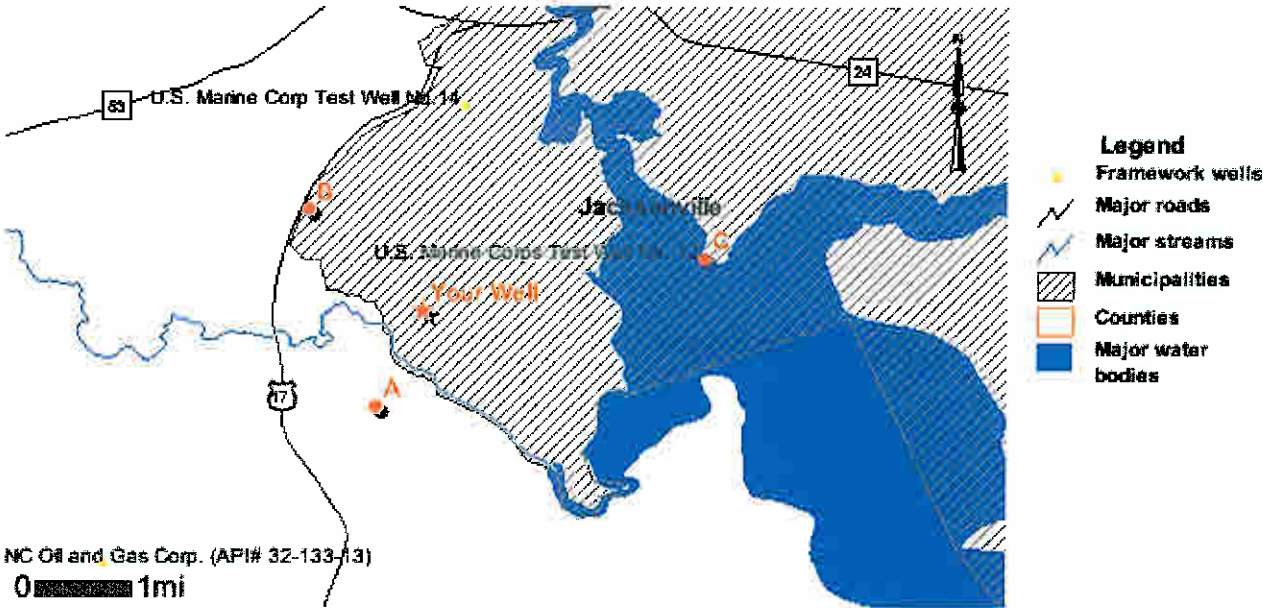 24
53
U.S. Marine Corp Test Well No. 14
N
Legend
Framework wells
Major roads
Major streams
Municipalities
Counties
Major water
bodies
B
Jacksonville
U.S. Marine Corps Test Well No.
C
Your Well
17
A
NC Oil and Gas Corp. (API# 32-133-13)
0 1mi